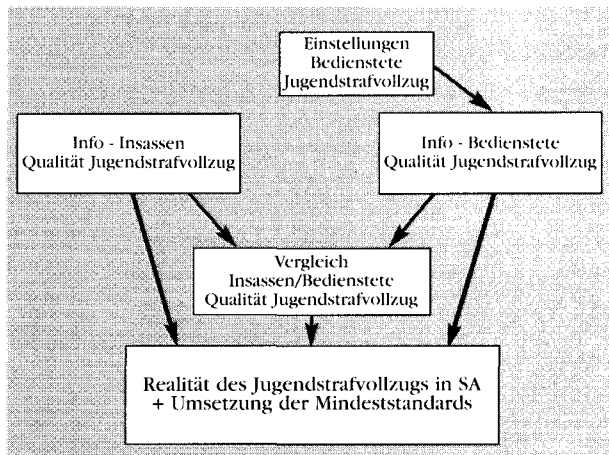 Einstellungen
Bedienstete
Jugendstrafvollzug
Info - Insassen
Qualität Jugendstrafvollzug
Info - Bedienstete
Qualität Jugendstrafvollzug
Vergleich
Insassen/Bedienstete
Qualität Jugendstrafvollzug
Realität des Jugendstrafvollzugs in SA
+ Umsetzung der Mindeststandards